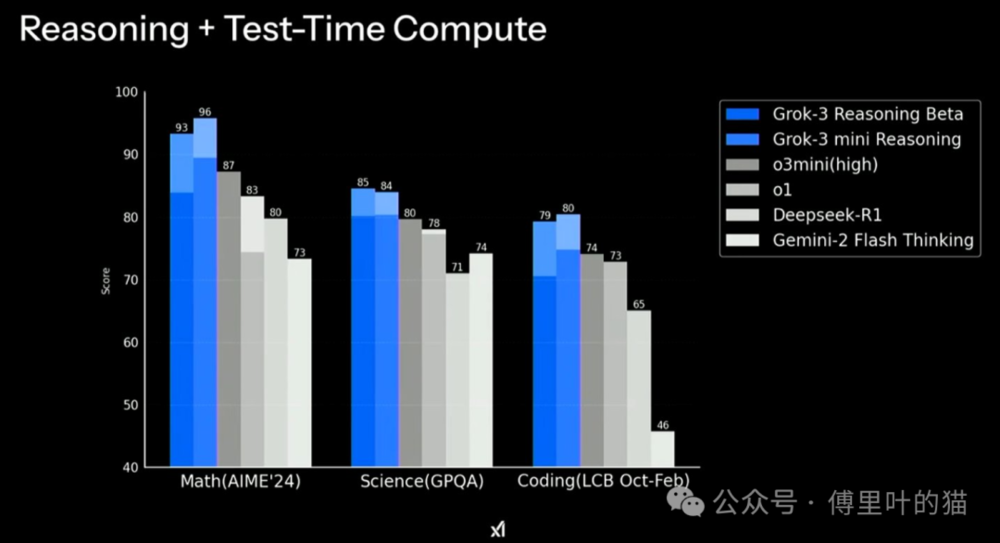 Reasoning + Test-Time Compute
100
90
80
70
60
50
40
Score
93
96
87
83
80
73
85
84
80
78
71
74
79
80
74
73
65
46
Math(AIME'24)
Science(GPQA)
Coding(LCB Oct-Feb)
Grok-3 Reasoning Beta
Grok-3 mini Reasoning
o3mini(high)
o1
Deepseek-R1
Gemini-2 Flash Thinking
公众号 · 傅里叶的猫
xI